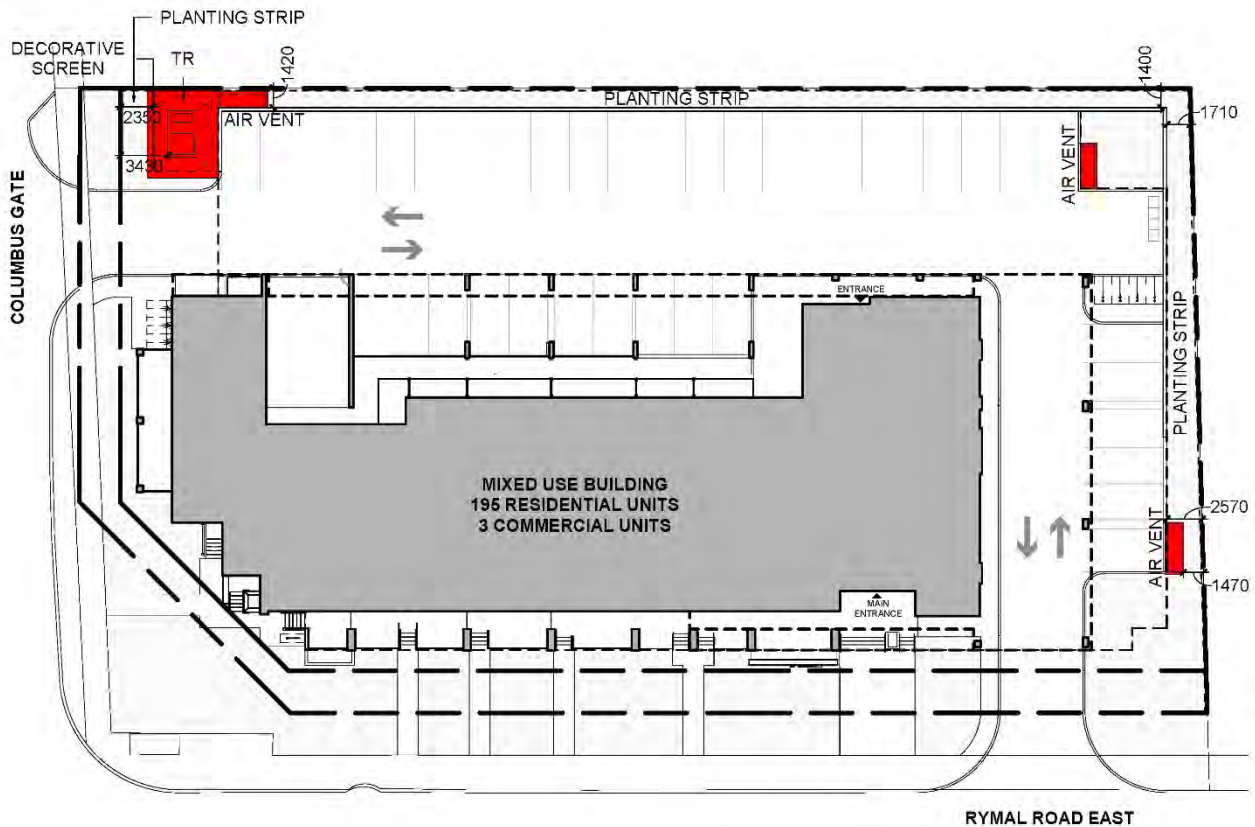 PLANTING STRIP
DECORATIVE
SCREEN
TR
1420
1400
PLANTING STRIP
2350
AIR VENT
1710
3430
AIR VENT
COLUMBUS GATE
ENTRANCE
PLANTING STRIP
MIXED USE BUILDING
195 RESIDENTIAL UNITS
3 COMMERCIAL UNITS
2570
AIR VENT
1470
MAIN
ENTRANCE
RYMAL ROAD EAST